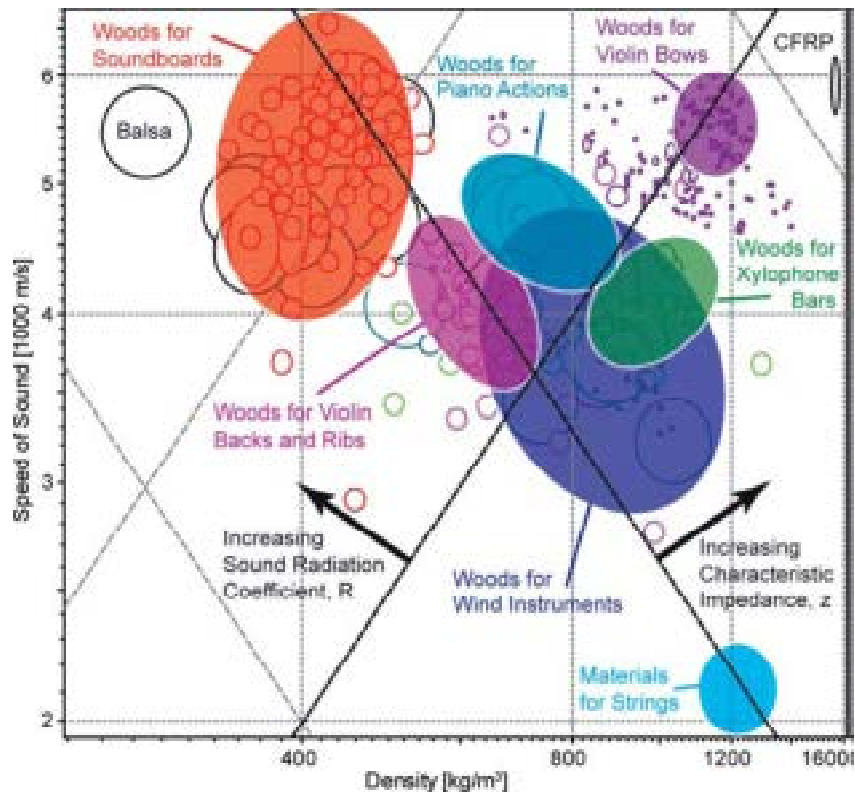 Woods for
Soundboards
Woods for
Piano Actions
Woods for
Violin Bows
CFRP
Balsa
Woods for
Xylophone
Bars
Woods for Violin
Backs and Ribs
Increasing
Sound Radiation
Coefficient, R
Woods for
Wind Instruments
Increasing
Characteristic
Impedance, z
Materials
for Strings
Speed of Sound [1000 m/s]
6
5
4
3
2
400
800
1200
1600
Density [kg/m³]